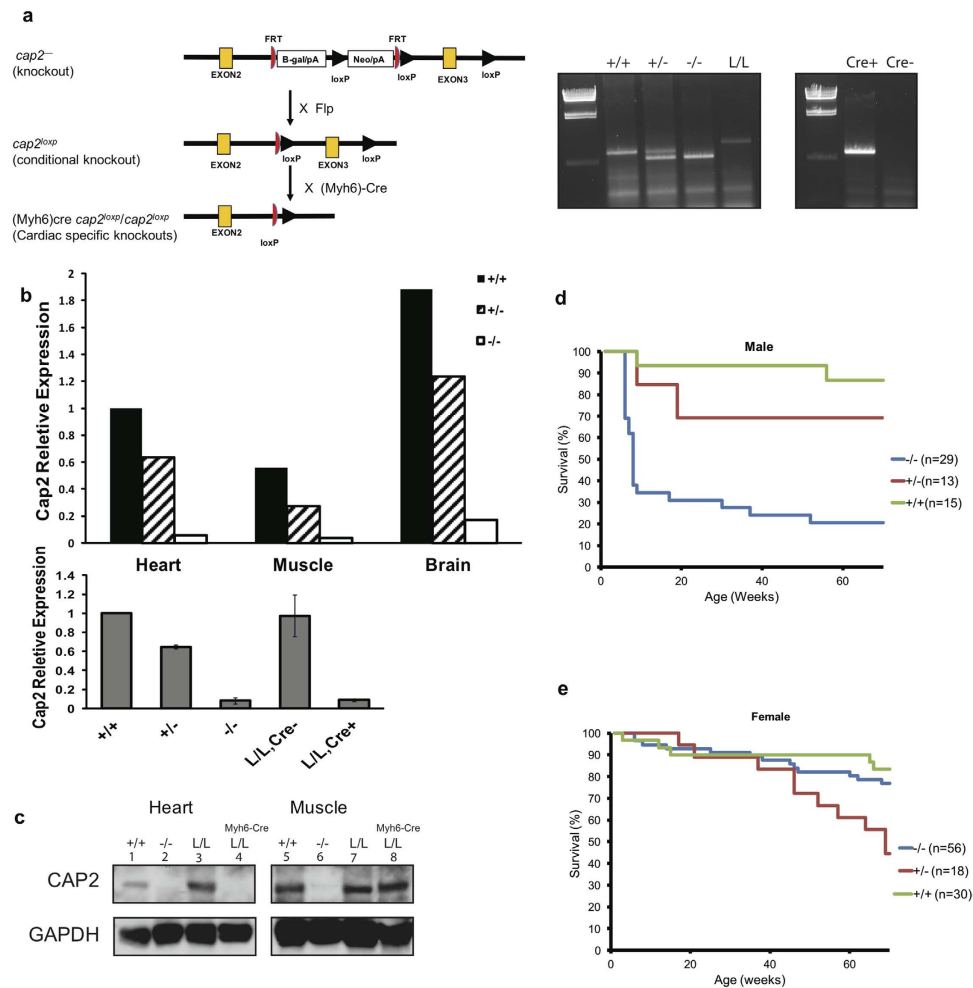 a
cap2—
(knockout)
FRT
FRT
B-gal/pA
Neo/pA
EXON2
loxP
loxP
EXON3
X Flp
cap2loxp
(conditional knockout)
EXON2
loxP
EXON3
X (Myh6)-Cre
(Myh6)cre cap2loxp/cap2loxp
(Cardiac specific knockouts)
EXON2
loxP
+/+ +/- -/- L/L
Cre+ Cre-
b
Cap2 Reletive Expression
2
1.8
1.6
1.4
1.2
1
0.8
0.6
0.4
0.2
0
+/+
+/-
-/-
Heart Muscle Brain
Cap2 Relative Expression
1.4
1.2
1
0.8
0.6
0.4
0.2
0
+/+
+/-
-/-
L/L,Cre-
L/L,Cre+
c
Heart Muscle
Myh6-Cre Myh6-Cre
+/+ -/- L/L L/L +/+ -/- L/L L/L
1 2 3 4 5 6 7 8
CAP2
GAPDH
d
Male
Survival (%)
100
90
80
70
60
50
40
30
20
10
0
0 20 40 60
Age (Weeks)
-/- (n=29)
+/-(n=13)
+/+(n=15)
e
Female
Survival (%)
100
90
80
70
60
50
40
30
20
10
0
0 20 40 60
Age (weeks)
-/- (n=56)
+/-(n=18)
+/+ (n=30)